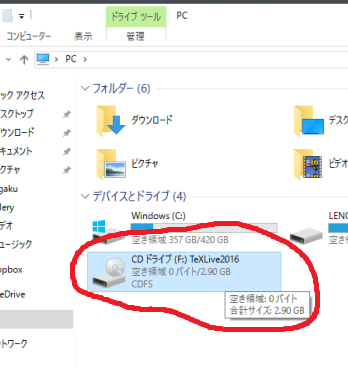 ドライブ ツール
PC
コンピューター
表示
管理
PC
ック アクセス
スクトップ
ウンロード
キュメント
クチャ
gaku
lery
デオ
ュージック
opbox
eDrive
ットワーク
フォルダー (6)
ダウンロード
デスク
ピクチャ
ビデオ
デバイスとドライブ (4)
Windows (C:)
空き領域 357 GB/420 GB
LENO
CD ドライブ (F:) TeXLive2016
空き領域 0 バイト/2.90 GB
CDFS
空き領域: 0 バイト
合計サイズ: 2.90 GB